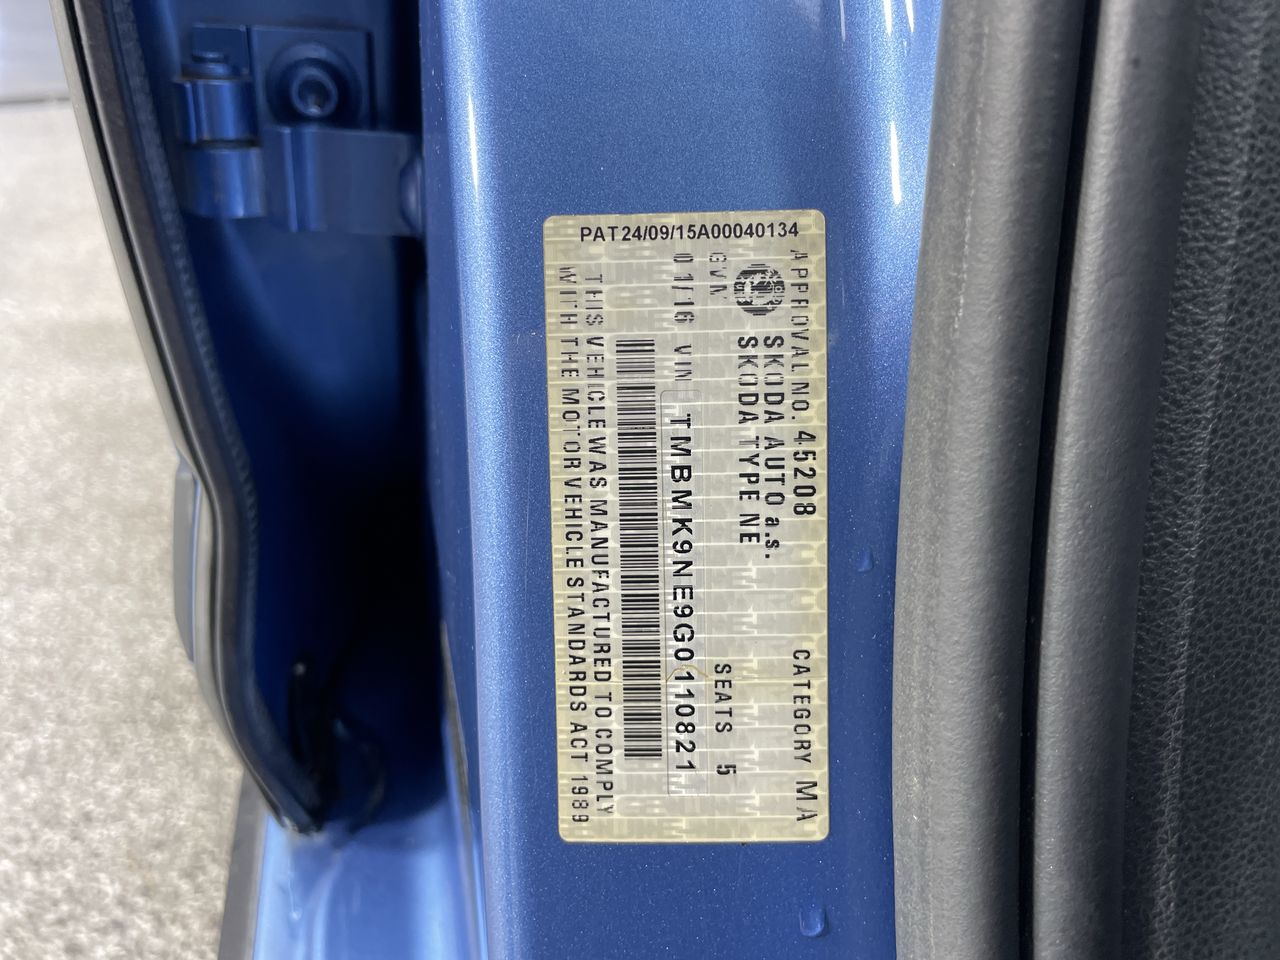 PAT24/09/15A00040134
APPROVAL NO. 45208 CATEGORY MA
SKODA AUTO a.s.
SKODA TYPE NE
GVM SEATS 5
01/16 VIN TMBMK9NE9G0110821
THIS VEHICLE WAS MANUFACTURED TO COMPLY
WITH THE MOTOR VEHICLE STANDARDS ACT 1989